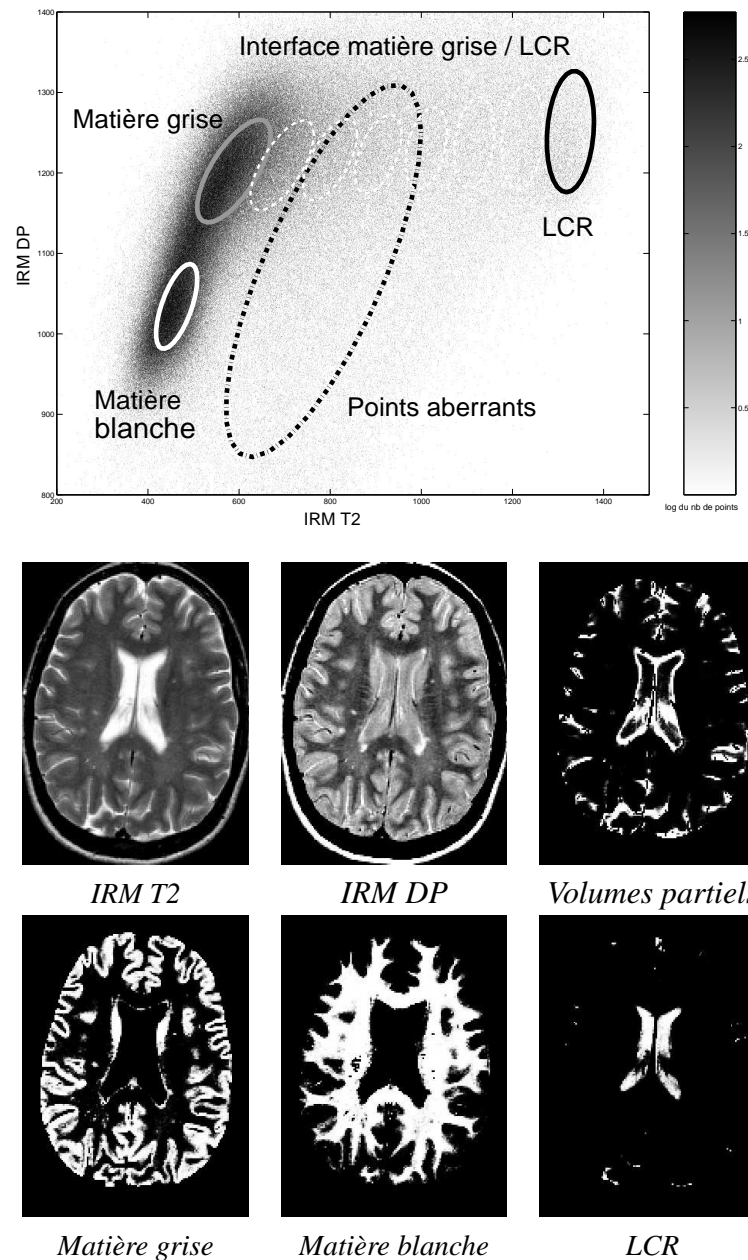 1400
1300
1200
1100
1000
900
800
IRM DP
Interface matière grise / LCR
Matière grise
LCR
Matière
blanche
Points aberrants
200 400 600 800 1000 1200 1400
IRM T2
2.5
2
1.5
1
0.5
log du nb de points
IRM T2 IRM DP Volumes partiels
Matière grise Matière blanche LCR